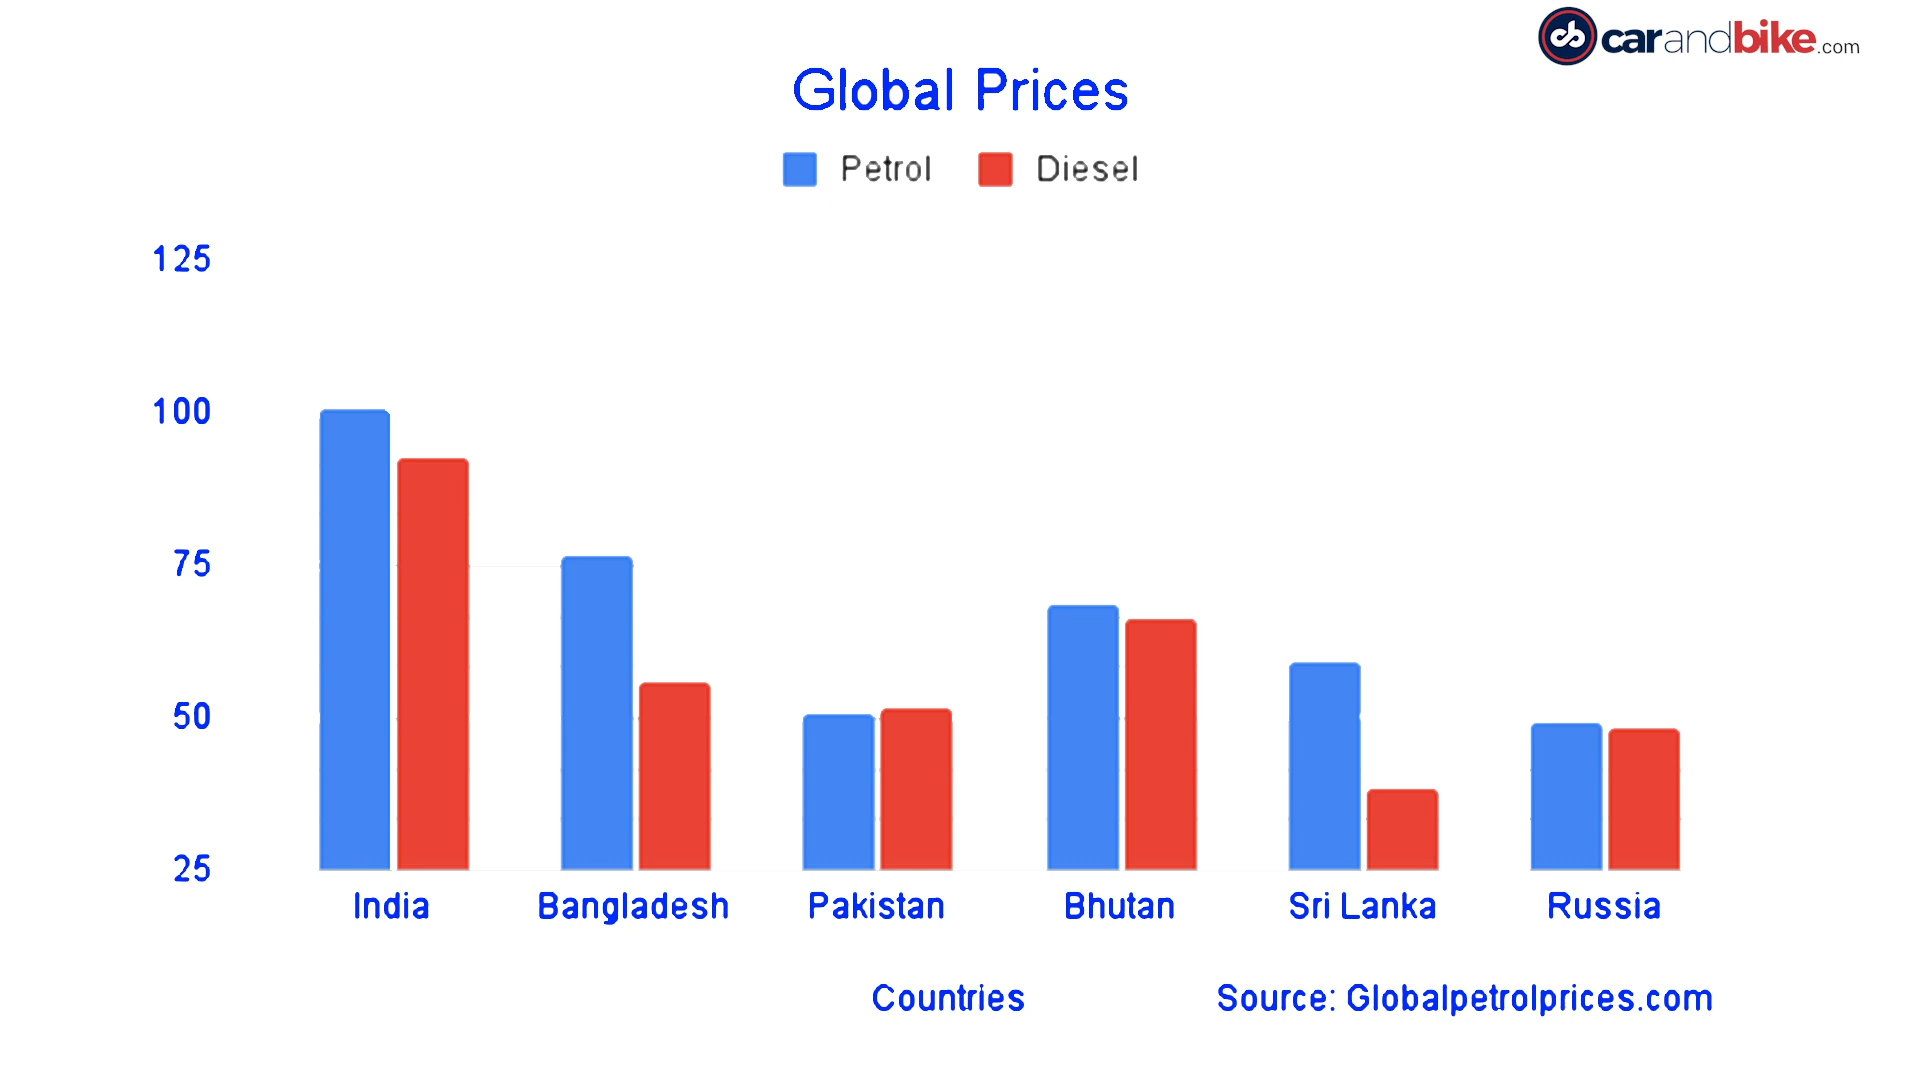 carandbike.com
Global Prices
Petrol Diesel
125
100
75
50
25
India Bangladesh Pakistan Bhutan Sri Lanka Russia
Countries Source: Globalpetrolprices.com